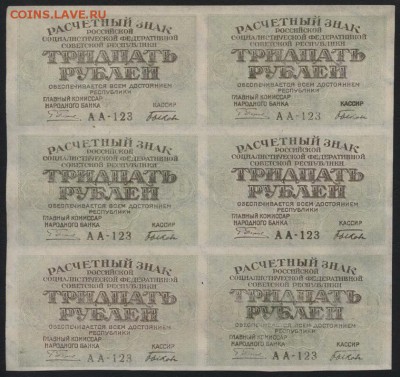 COINS.LAVE.RU
РАСЧЕТНЫЙ ЗНАК
РОССИЙСКОЙ
СОЦИАЛИСТИЧЕСКОЙ ФЕДЕРАТИВНОЙ
СОВЕТСКОЙ РЕСПУБЛИКИ
ТРИДЦАТЬ
РУБЛЕЙ
ОБЕСПЕЧИВАЕТСЯ ВСЕМ ДОСТОЯНИЕМ
РЕСПУБЛИКИ
ГЛАВНЫЙ КОМИССАР
НАРОДНОГО БАНКА КАССИР
АА-123
РАСЧЕТНЫЙ ЗНАК
РОССИЙСКОЙ
СОЦИАЛИСТИЧЕСКОЙ ФЕДЕРАТИВНОЙ
СОВЕТСКОЙ РЕСПУБЛИКИ
ТРИДЦАТЬ
РУБЛЕЙ
ОБЕСПЕЧИВАЕТСЯ ВСЕМ ДОСТОЯНИЕМ
РЕСПУБЛИКИ
ГЛАВНЫЙ КОМИССАР
НАРОДНОГО БАНКА КАССИР
АА-123
РАСЧЕТНЫЙ ЗНАК
РОССИЙСКОЙ
СОЦИАЛИСТИЧЕСКОЙ ФЕДЕРАТИВНОЙ
СОВЕТСКОЙ РЕСПУБЛИКИ
ТРИДЦАТЬ
РУБЛЕЙ
ОБЕСПЕЧИВАЕТСЯ ВСЕМ ДОСТОЯНИЕМ
РЕСПУБЛИКИ
ГЛАВНЫЙ КОМИССАР
НАРОДНОГО БАНКА КАССИР
АА-123
РАСЧЕТНЫЙ ЗНАК
РОССИЙСКОЙ
СОЦИАЛИСТИЧЕСКОЙ ФЕДЕРАТИВНОЙ
СОВЕТСКОЙ РЕСПУБЛИКИ
ТРИДЦАТЬ
РУБЛЕЙ
ОБЕСПЕЧИВАЕТСЯ ВСЕМ ДОСТОЯНИЕМ
РЕСПУБЛИКИ
ГЛАВНЫЙ КОМИССАР
НАРОДНОГО БАНКА КАССИР
АА-123
РАСЧЕТНЫЙ ЗНАК
РОССИЙСКОЙ
СОЦИАЛИСТИЧЕСКОЙ ФЕДЕРАТИВНОЙ
СОВЕТСКОЙ РЕСПУБЛИКИ
ТРИДЦАТЬ
РУБЛЕЙ
ОБЕСПЕЧИВАЕТСЯ ВСЕМ ДОСТОЯНИЕМ
РЕСПУБЛИКИ
ГЛАВНЫЙ КОМИССАР
НАРОДНОГО БАНКА КАССИР
АА-123
РАСЧЕТНЫЙ ЗНАК
РОССИЙСКОЙ
СОЦИАЛИСТИЧЕСКОЙ ФЕДЕРАТИВНОЙ
СОВЕТСКОЙ РЕСПУБЛИКИ
ТРИДЦАТЬ
РУБЛЕЙ
ОБЕСПЕЧИВАЕТСЯ ВСЕМ ДОСТОЯНИЕМ
РЕСПУБЛИКИ
ГЛАВНЫЙ КОМИССАР
НАРОДНОГО БАНКА КАССИР
АА-123